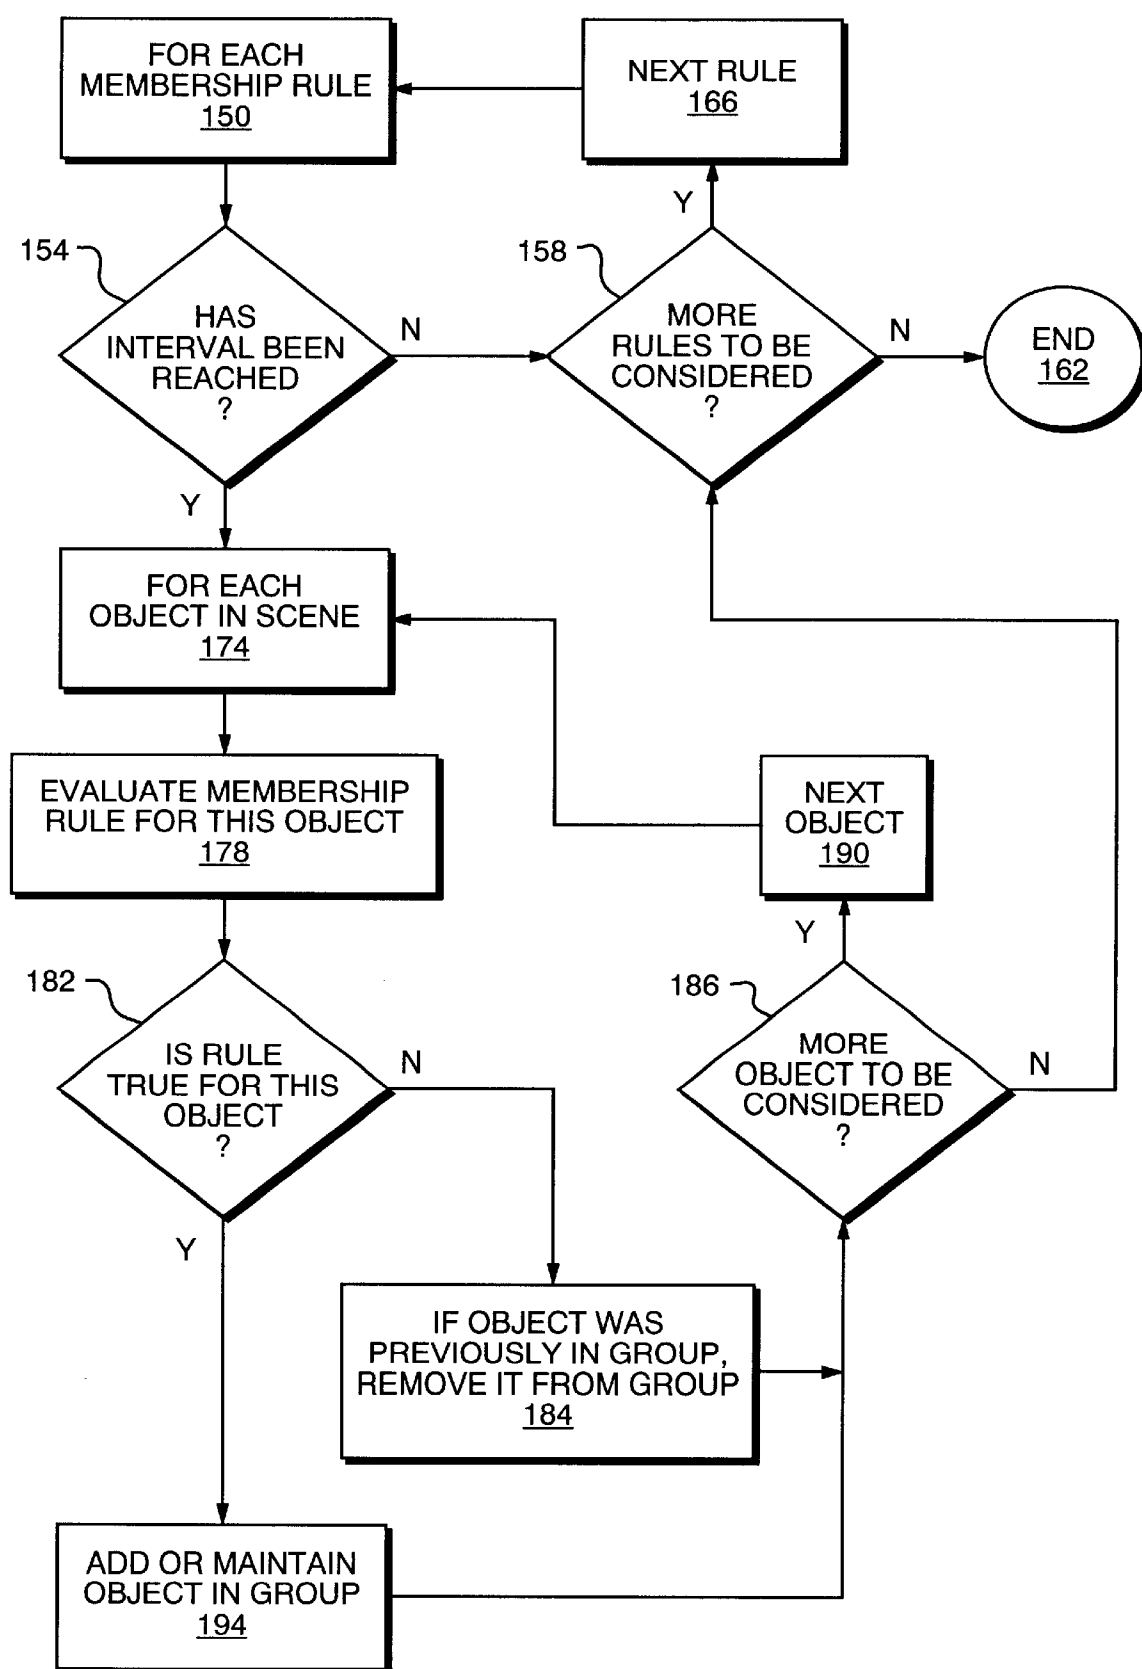 FOR EACH
MEMBERSHIP RULE
150
NEXT RULE
166
Y
154
HAS
INTERVAL BEEN
REACHED
?
N
158
MORE
RULES TO BE
CONSIDERED
?
N
END
162
Y
FOR EACH
OBJECT IN SCENE
174
EVALUATE MEMBERSHIP
RULE FOR THIS OBJECT
178
NEXT
OBJECT
190
Y
182
IS RULE
TRUE FOR THIS
OBJECT
?
N
186
MORE
OBJECT TO BE
CONSIDERED
?
N
Y
IF OBJECT WAS
PREVIOUSLY IN GROUP,
REMOVE IT FROM GROUP
184
ADD OR MAINTAIN
OBJECT IN GROUP
194